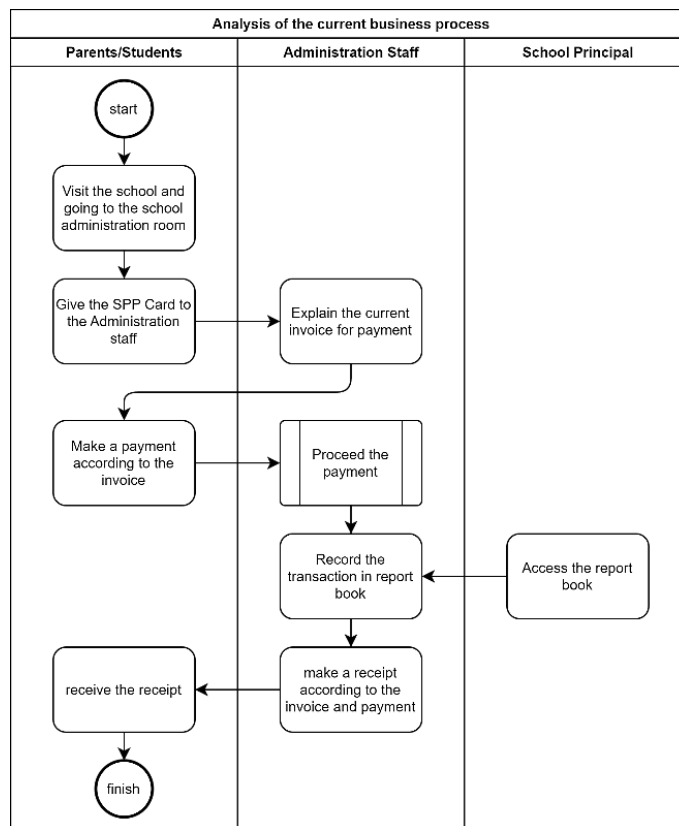 Analysis of the current business process
Parents/Students
Administration Staff
School Principal
start
Visit the school and
going to the school
administration room
Give the SPP Card to
the Administration
staff
Explain the current
invoice for payment
Make a payment
according to the
invoice
Proceed the
payment
Record the
transaction in report
book
Access the report
book
receive the receipt
make a receipt
according to the
invoice and payment
finish